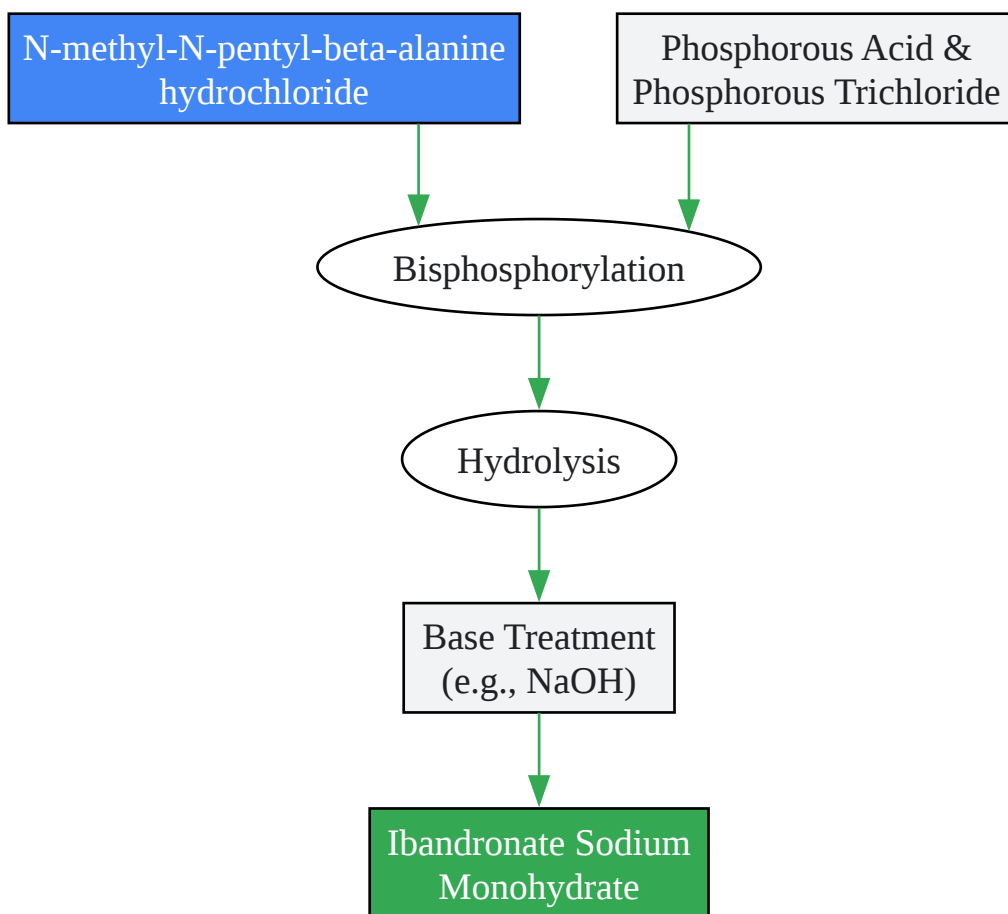 N-methyl-N-pentyl-beta-alanine
hydrochloride
Phosphorous Acid &
Phosphorous Trichloride
Bisphosphorylation
Hydrolysis
Base Treatment
(e.g., NaOH)
Ibandronate Sodium
Monohydrate